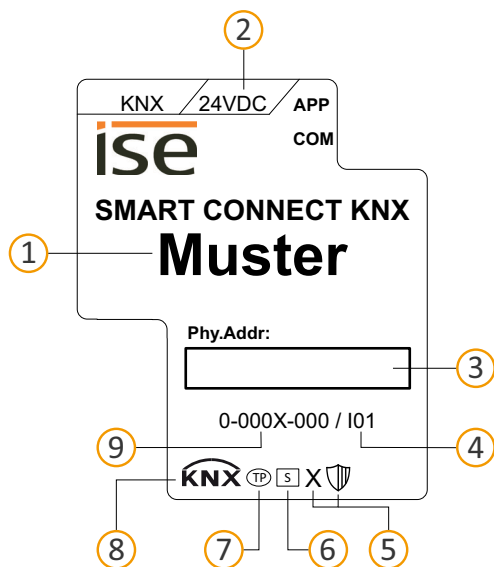 2
KNX 24VDC APP
COM
ise
SMART CONNECT KNX
1 Muster
Phy.Addr:
3
0-000X-000 / I01
9 4
KNX TP S X
8 7 6 5